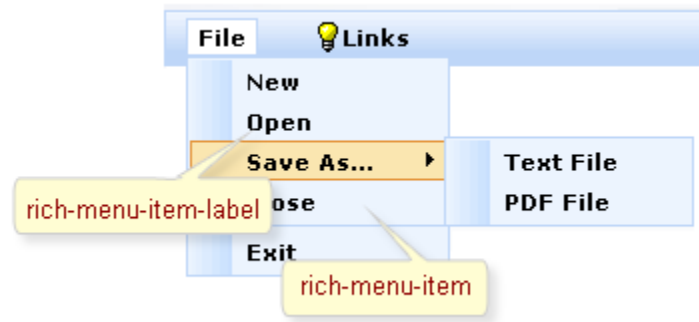 File Links
New
Open
Save As...
Text File
PDF File
rich-menu-item-label
ose
Exit
rich-menu-item